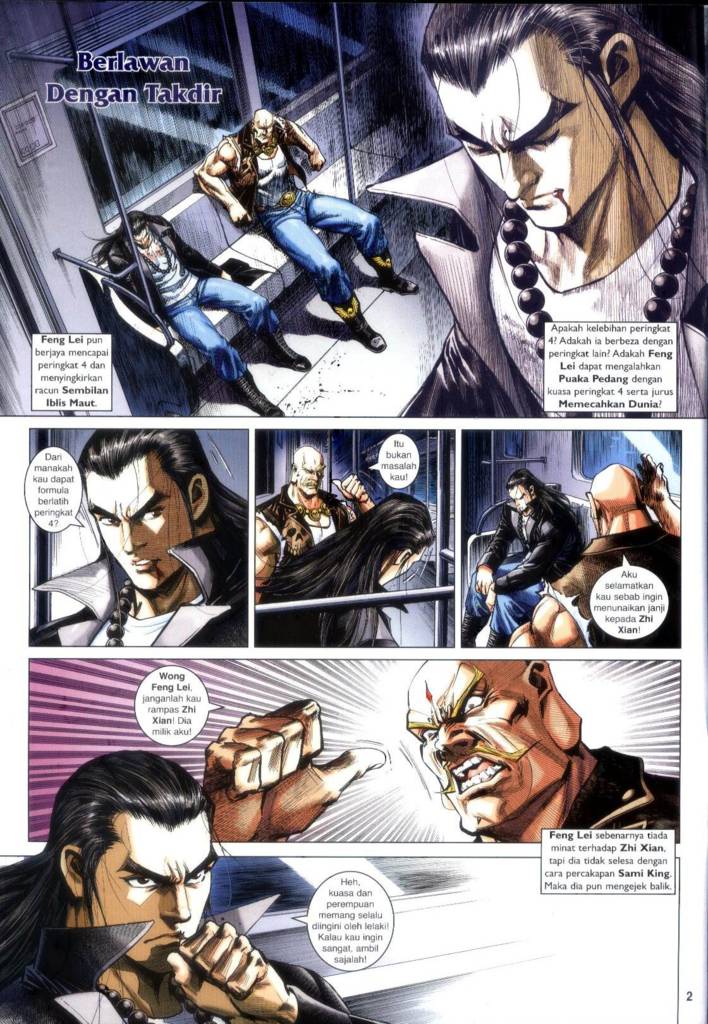 Berlawan
Dengan Takdir
Feng Lei pun
berjaya mencapai
peringkat 4 dan
menyingkirkan
racun Sembilan
Iblis Maut.
Apakah kelebihan peringkat
4? Adakah ia berbeza dengan
peringkat lain? Adakah Feng
Lei dapat mengalahkan
Puaka Pedang dengan
kuasa peringkat 4 serta jurus
Memecahkan Dunia?
Dari
manakah
kau dapat
formula
berlatih
peringkat
4?
Itu
bukan
masalah
kau!
Aku
selamatkan
kau sebab ingin
menunaikan janji
kepada Zhi
Xian!
Wong
Feng Lei,
janganlah kau
rampas Zhi
Xian! Dia
milik aku!
Feng Lei sebenarnya tiada
minat terhadap Zhi Xian,
tapi dia tidak selesa dengan
cara percakapan Sami King.
Maka dia pun mengejek balik.
Heh,
kuasa dan
perempuan
memang selalu
diingini oleh lelaki!
Kalau kau ingin
sangat, ambil
sajalah!
2